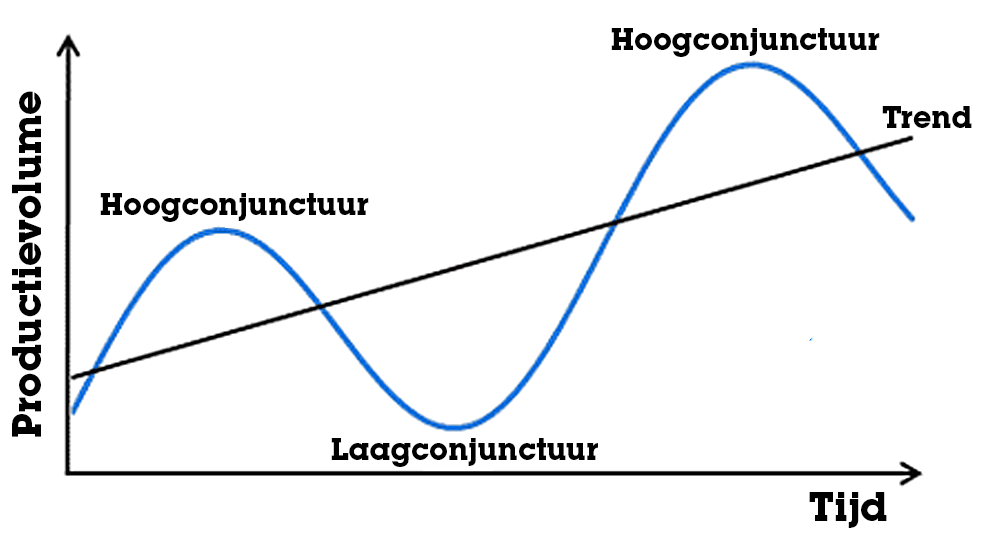 Hoogconjunctuur
Trend
Hoogconjunctuur
Productievolume
Laagconjunctuur
Tijd